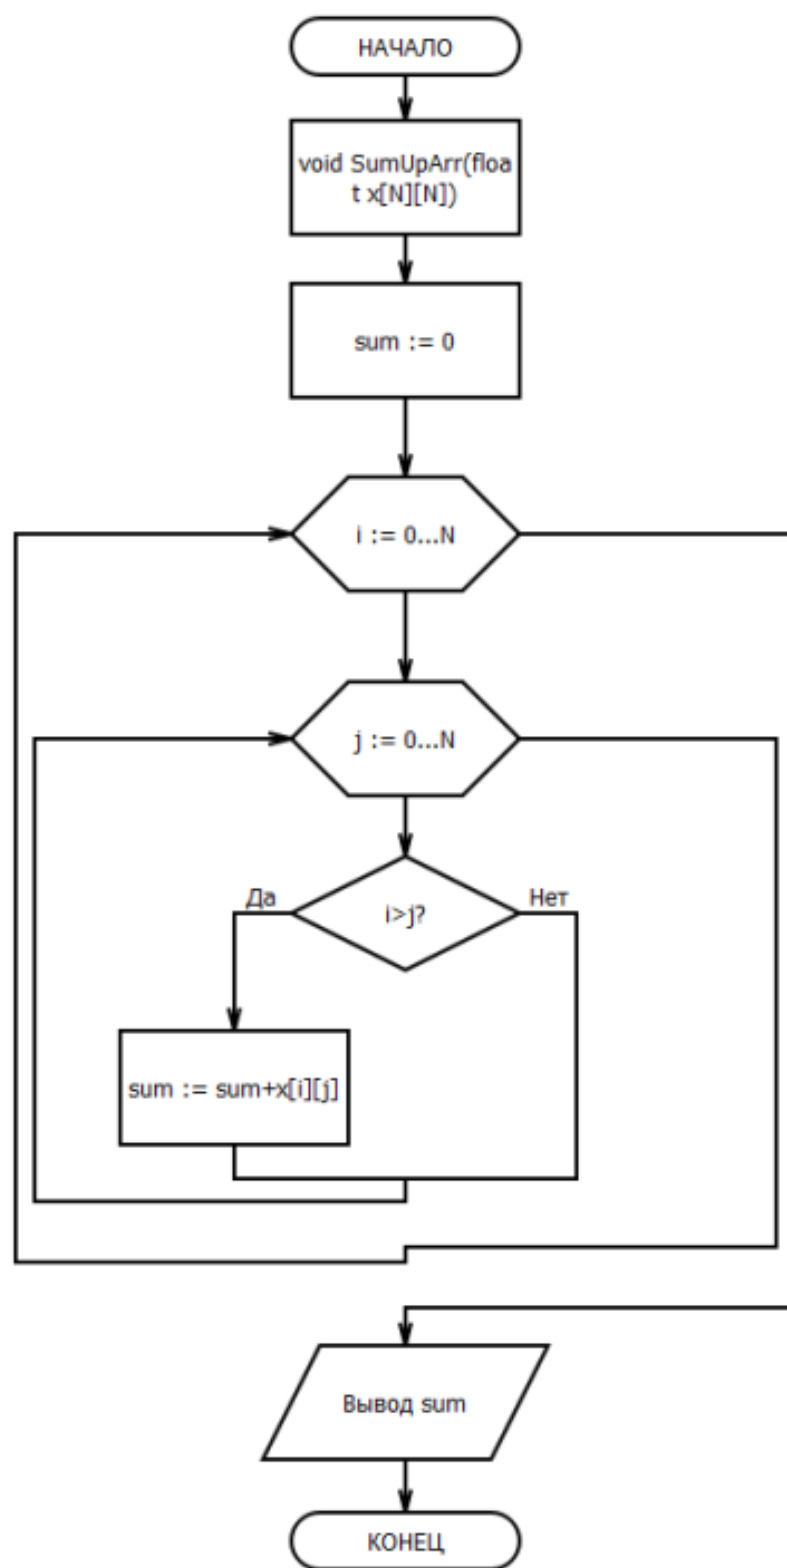 НАЧАЛО
void SumUpArr(floa
t x[N][N])
sum := 0
i := 0...N
j := 0...N
Да
i>j?
Нет
sum := sum+x[i][j]
Вывод sum
КОНЕЦ